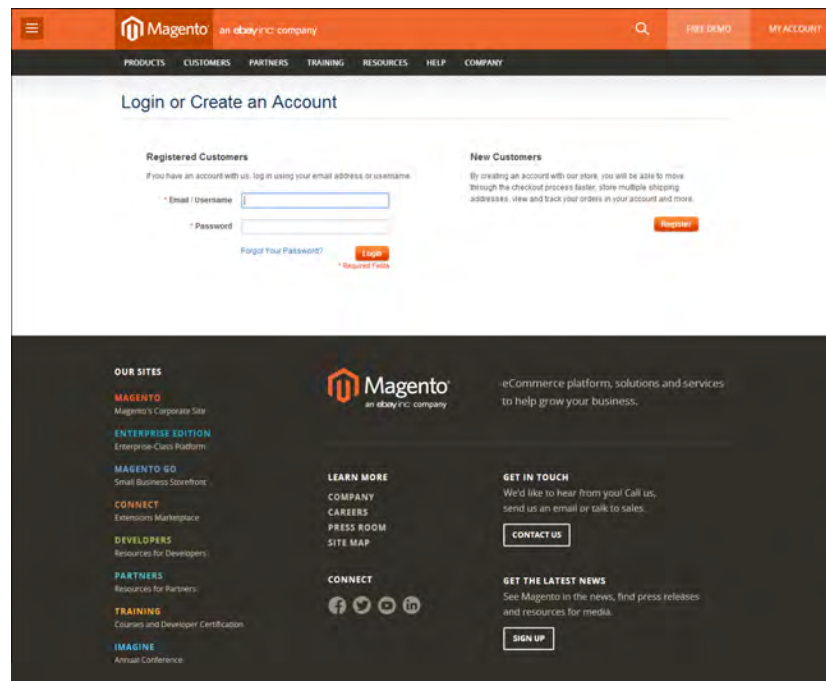 Magento® an ebay inc company
FREE DEMO
MY ACCOUNT
PRODUCTS CUSTOMERS PARTNERS TRAINING RESOURCES HELP COMPANY
Login or Create an Account
Registered Customers
If you have an account with us, log in using your email address or username.
* Email / Username
* Password
Forgot Your Password?
Login
* Required Fields
New Customers
By creating an account with our store, you will be able to move
through the checkout process faster, store multiple shipping
addresses, view and track your orders in your account and more.
Register
OUR SITES
MAGENTO
Magento's Corporate Site
ENTERPRISE EDITION
Enterprise-Class Platform
MAGENTO GO
Small Business Storefront
CONNECT
Extensions Marketplace
DEVELOPERS
Resources for Developers
PARTNERS
Resources for Partners
TRAINING
Courses and Developer Certification
IMAGINE
Annual Conference
Magento®
an ebay inc company
eCommerce platform, solutions and services
to help grow your business.
LEARN MORE
COMPANY
CAREERS
PRESS ROOM
SITE MAP
CONNECT
GET IN TOUCH
We'd like to hear from you! Call us,
send us an email or talk to sales.
CONTACT US
GET THE LATEST NEWS
See Magento in the news, find press releases
and resources for media.
SIGN UP